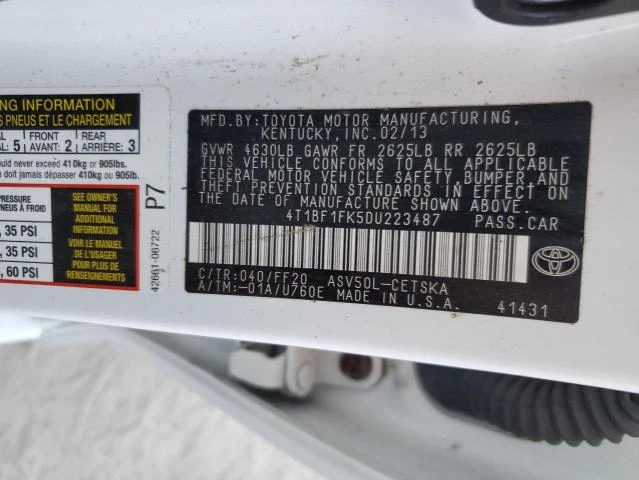 NG INFORMATION
S PNEUS ET LE CHARGEMENT
AL : 5 FRONT AVANT: 2 REAR ARRIÈRE: 3
ould never exceed 410kg or 905lbs.
e doit jamais dépasser 410kg ou 905lb.
PRESSURE
S À FROID
, 35 PSI
, 35 PSI
, 60 PSI
SEE OWNER'S
MANUAL FOR
ADDITIONAL
INFORMATION
VOIR LE MANUEL
DE L'USAGER
POUR PLUS DE
RENSEIGNEMENTS
P7
42661-06722
MFD.BY:TOYOTA MOTOR MANUFACTURING,
KENTUCKY,INC.02/13
GVWR 4630LB GAWR FR 2625LB RR 2625LB
THIS VEHICLE CONFORMS TO ALL APPLICABLE
FEDERAL MOTOR VEHICLE SAFETY,BUMPER,AND
THEFT PREVENTION STANDARDS IN EFFECT ON
THE DATE OF MANUFACTURE SHOWN ABOVE.
4T1BF1FK5DU223487 PASS.CAR
C/TR:040/FF20 ASV50L-CETSKA
A/TM:-01A/U760E MADE IN U.S.A.
41431